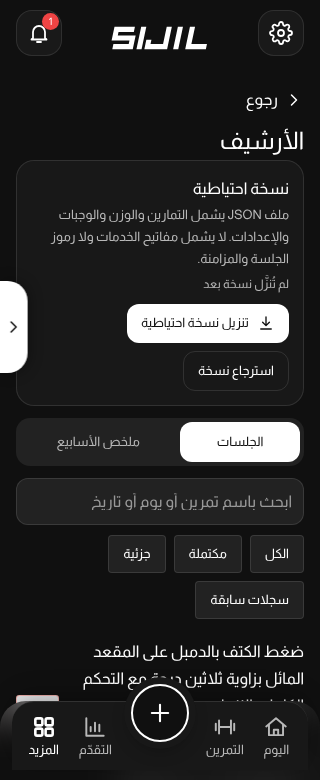 1
SIJIL
رجوع
الأرشيف
نسخة احتياطية
ملف JSON يشمل التمارين والوزن والوجبات
والإعدادات. لا يشمل مفاتيح الخدمات ولا رموز
الجلسة والمزامنة.
لم تُنزَّل نسخة بعد
تنزيل نسخة احتياطية
استرجاع نسخة
الجلسات
ملخص الأسابيع
ابحث باسم تمرين أو يوم أو تاريخ
الكل
مكتملة
جزئية
سجلات سابقة
ضغط الكتف بالدمبل على المقعد
المائل بزاوية ثلاثين درجة مع التحكم
اليوم
التمرين
التقدّم
المزيد